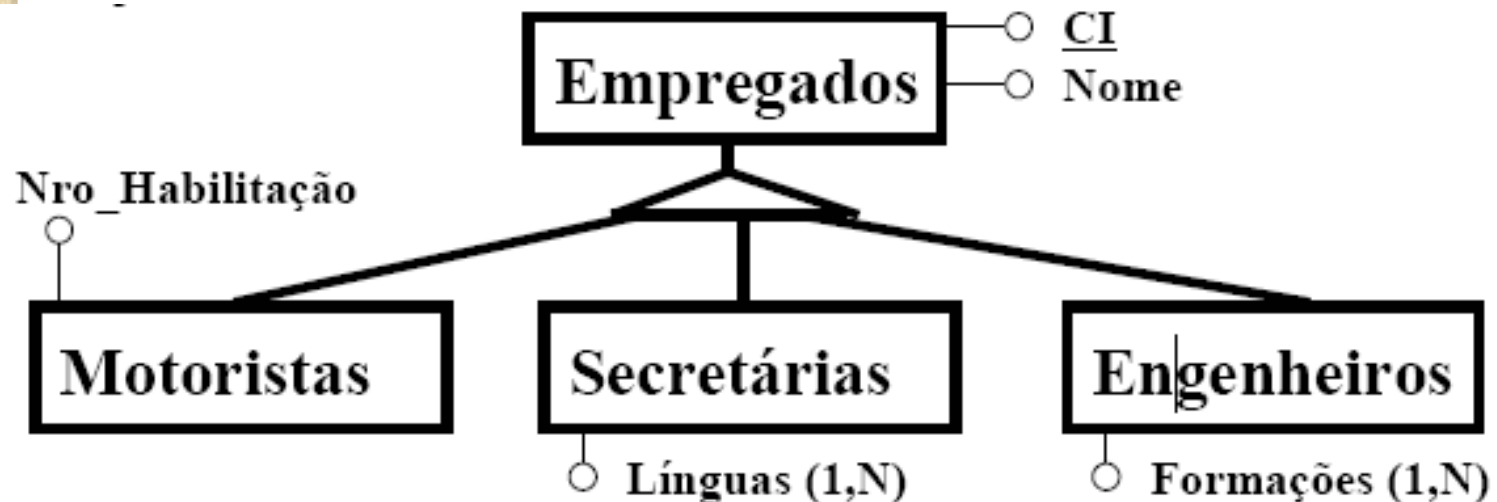 CI
Empregados
Nome
Nro_Habilitação
Motoristas
Secretárias
Engenheiros
Línguas (1,N)
Formações (1,N)